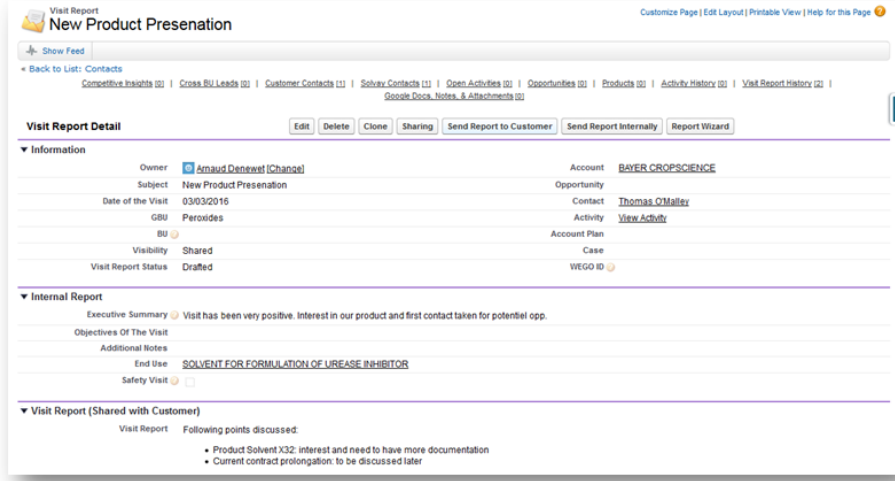 Visit Report
New Product Presenation
Customize Page | Edit Layout | Printable View | Help for this Page
Show Feed
« Back to List: Contacts
Competitive Insights [0] | Cross BU Leads [0] | Customer Contacts [1] | Solvay Contacts [1] | Open Activities [0] | Opportunities [0] | Products [0] | Activity History [0] | Visit Report History [2] |
Google Docs, Notes, & Attachments [0]
Visit Report Detail Edit Delete Clone Sharing Send Report to Customer Send Report Internally Report Wizard
Information
Owner Arnaud Denewet [Change] Account BAYER CROPSCIENCE
Subject New Product Presenation Opportunity
Date of the Visit 03/03/2016 Contact Thomas O'Malley
GBU Peroxides Activity View Activity
BU Account Plan
Visibility Shared Case
Visit Report Status Drafted WEGO ID
Internal Report
Executive Summary Visit has been very positive. Interest in our product and first contact taken for potentiel opp.
Objectives Of The Visit
Additional Notes
End Use SOLVENT FOR FORMULATION OF UREASE INHIBITOR
Safety Visit
Visit Report (Shared with Customer)
Visit Report Following points discussed:
• Product Solvent X32: interest and need to have more documentation
• Current contract prolongation: to be discussed later